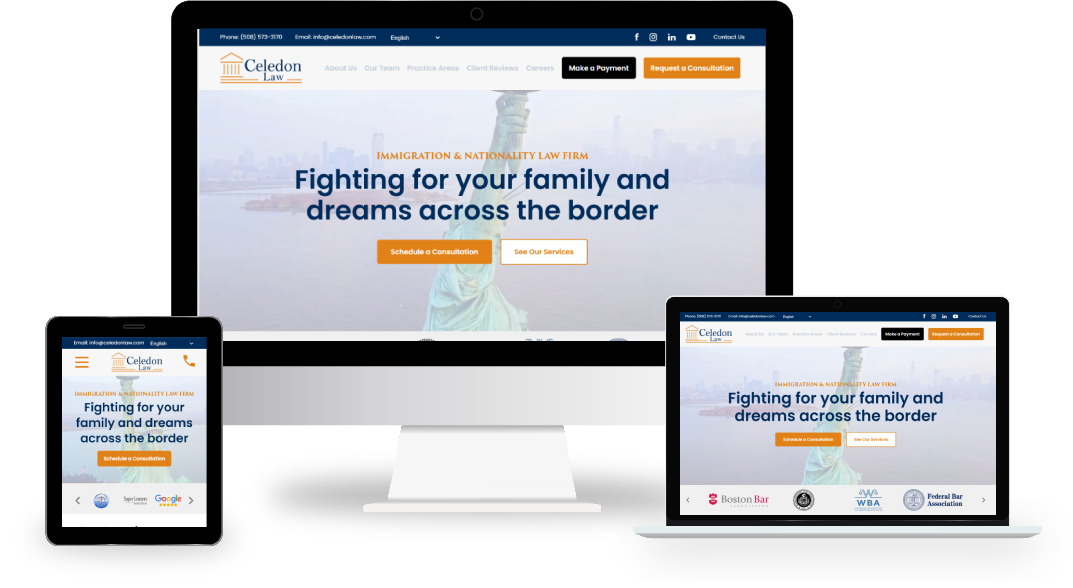 Phone: (508) 573-3170 Email: info@celedonlaw.com English Contact Us
Celedon
Law
About Us Our Team Practice Areas Client Reviews Careers Make a Payment Request a Consultation
IMMIGRATION & NATIONALITY LAW FIRM
Fighting for your family and
dreams across the border
Schedule a Consultation See Our Services
Email: info@celedonlaw.com English
Celedon
Law
IMMIGRATION & NATIONALITY LAW FIRM
Fighting for your
family and dreams
across the border
Schedule a Consultation
Super Lawyers
Google
Phone: (508) 573-3170 Email: info@celedonlaw.com English Contact Us
Celedon
Law
About Us Our Team Practice Areas Client Reviews Careers Make a Payment Request a Consultation
IMMIGRATION & NATIONALITY LAW FIRM
Fighting for your family and
dreams across the border
Schedule a Consultation See Our Services
Boston Bar
ASSOCIATION
WBA
Federal Bar
Association